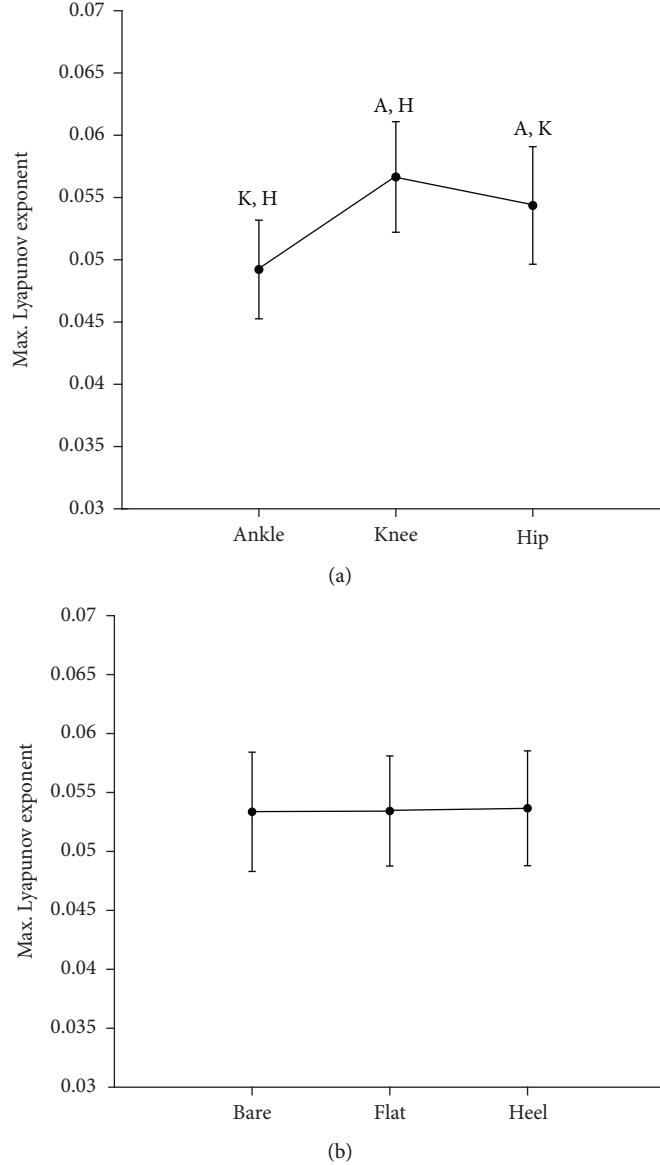 0.07
0.065
0.06
0.055
0.05
0.045
0.04
0.035
0.03
Max. Lyapunov exponent
K, H
A, H
A, K
Ankle
Knee
Hip
(a)
0.07
0.065
0.06
0.055
0.05
0.045
0.04
0.035
0.03
Max. Lyapunov exponent
Bare
Flat
Heel
(b)